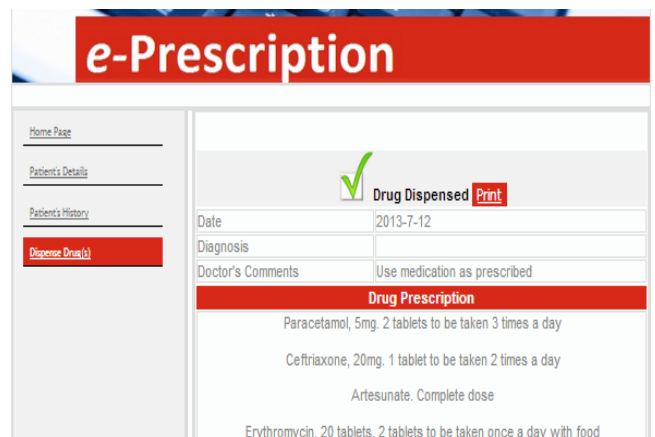 e-Prescription
Home Page
Patient's Details
Patient's History
Dispense Drug(s)
Drug Dispensed Print
Date 2013-7-12
Diagnosis
Doctor's Comments Use medication as prescribed
Drug Prescription
Paracetamol, 5mg. 2 tablets to be taken 3 times a day
Ceftriaxone, 20mg. 1 tablet to be taken 2 times a day
Artesunate. Complete dose
Erythromycin, 20 tablets. 2 tablets to be taken once a day with food